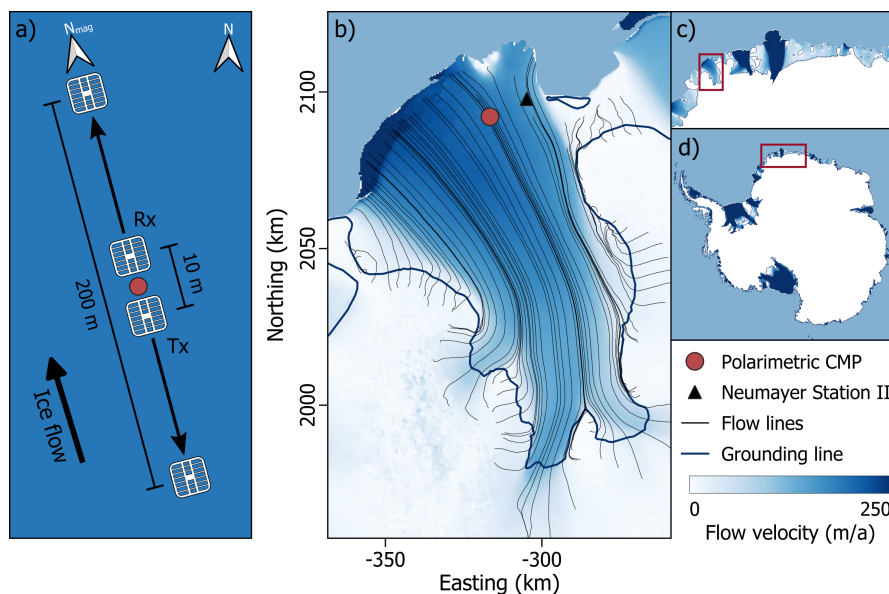 a)
N_mag
N
Rx
10 m
200 m
Tx
Ice flow
b)
2100
2050
2000
Northing (km)
-350
-300
Easting (km)
c)
d)
Polarimetric CMP
Neumayer Station II
Flow lines
Grounding line
0
250
Flow velocity (m/a)